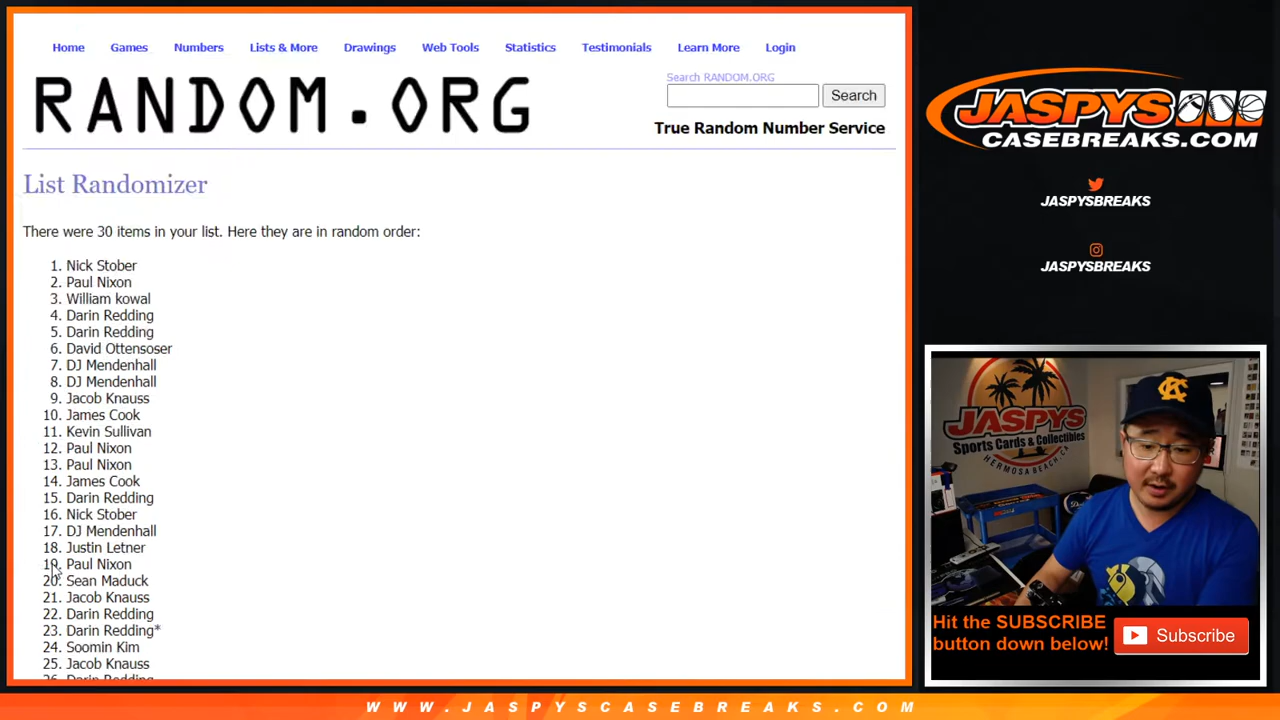 Home Games Numbers Lists & More Drawings Web Tools Statistics Testimonials Learn More Login
RANDOM.ORG
Search RANDOM.ORG
Search
True Random Number Service
List Randomizer
There were 30 items in your list. Here they are in random order:
1. Nick Stober
2. Paul Nixon
3. William kowal
4. Darin Redding
5. Darin Redding
6. David Ottensoser
7. DJ Mendenhall
8. DJ Mendenhall
9. Jacob Knauss
10. James Cook
11. Kevin Sullivan
12. Paul Nixon
13. Paul Nixon
14. James Cook
15. Darin Redding
16. Nick Stober
17. DJ Mendenhall
18. Justin Letner
19. Paul Nixon
20. Sean Maduck
21. Jacob Knauss
22. Darin Redding
23. Darin Redding*
24. Soomin Kim
25. Jacob Knauss
26. Darin Redding
JASPYS
CASEBREAKS.COM
JASPYSBREAKS
JASPYSBREAKS
JASPYS
Sports Cards & Collectibles
HERMOSA BEACH, CA
KC
Hit the SUBSCRIBE
button down below!
Subscribe
WWW.JASPYSCASEBREAKS.COM